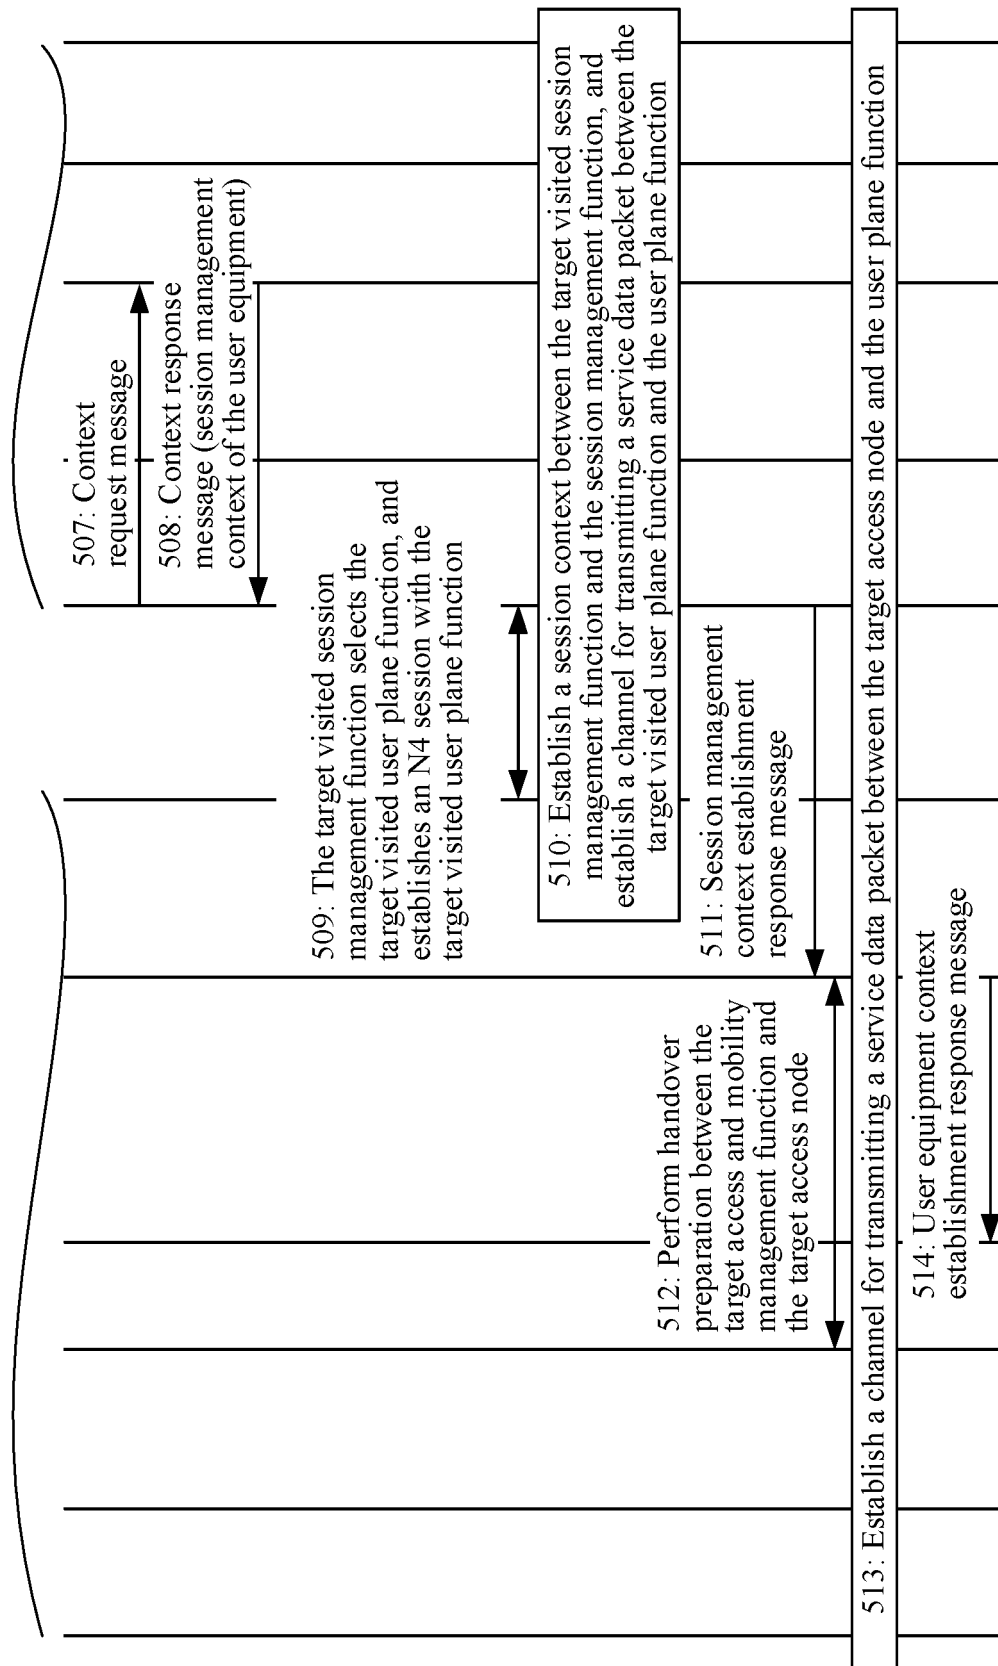 507: Context
request message
508: Context response
message (session management
context of the user equipment)
509: The target visited session
management function selects the
target visited user plane function, and
establishes an N4 session with the
target visited user plane function
510: Establish a session context between the target visited session
management function and the session management function, and
establish a channel for transmitting a service data packet between the
target visited user plane function and the user plane function
511: Session management
context establishment
response message
512: Perform handover
preparation between the
target access and mobility
management function and
the target access node
513: Establish a channel for transmitting a service data packet between the target access node and the user plane function
514: User equipment context
establishment response message